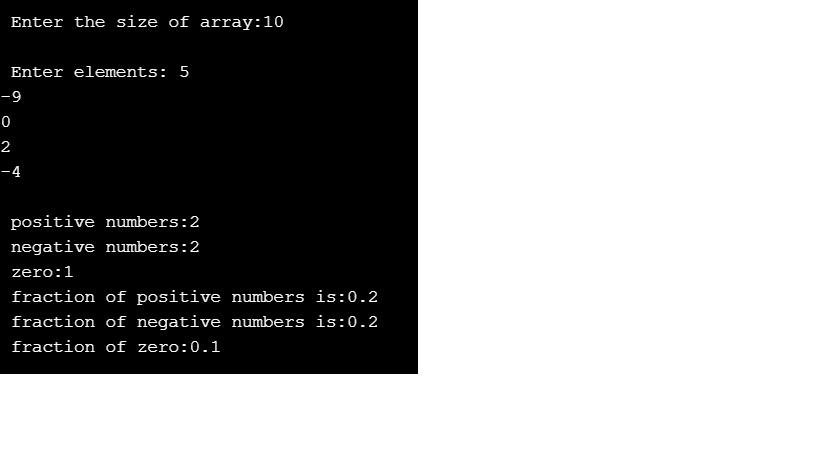 Enter the size of array:10
Enter elements: 5
-9
0
2
-4
positive numbers:2
negative numbers:2
zero:1
fraction of positive numbers is:0.2
fraction of negative numbers is:0.2
fraction of zero:0.1